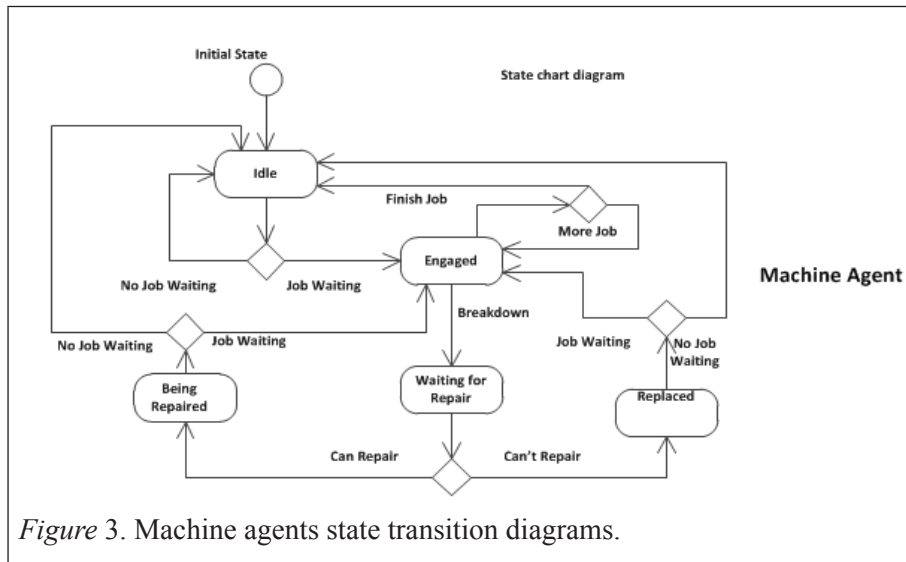 Initial State
State chart diagram
Idle
Finish Job
More Job
Engaged
No Job Waiting
Job Waiting
Machine Agent
Breakdown
No Job Waiting
Job Waiting
Job Waiting
No Job
Waiting
Being
Repaired
Waiting for
Repair
Replaced
Can Repair
Can't Repair
Figure 3. Machine agents state transition diagrams.